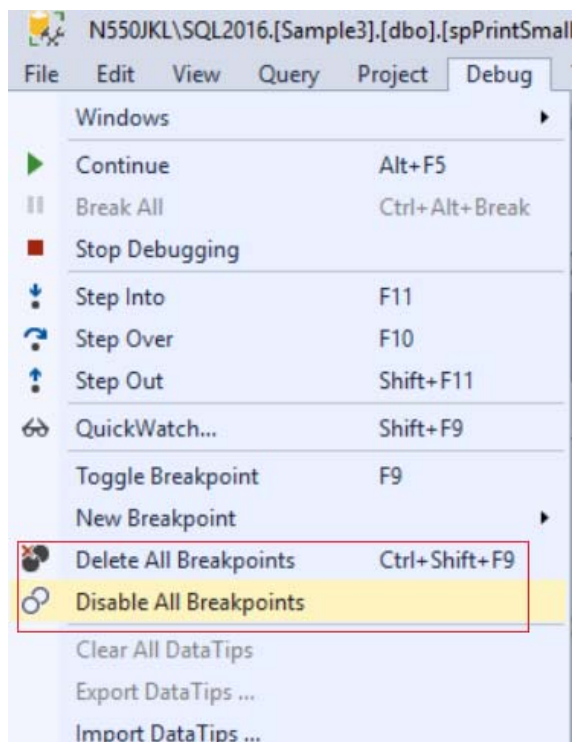 N550JKL\SQL2016.[Sample3].[dbo].[spPrintSmall
File Edit View Query Project Debug
Windows
Continue Alt+F5
Break All Ctrl+Alt+Break
Stop Debugging
Step Into F11
Step Over F10
Step Out Shift+F11
QuickWatch... Shift+F9
Toggle Breakpoint F9
New Breakpoint
Delete All Breakpoints Ctrl+Shift+F9
Disable All Breakpoints
Clear All DataTips
Export DataTips ...
Import DataTips ...